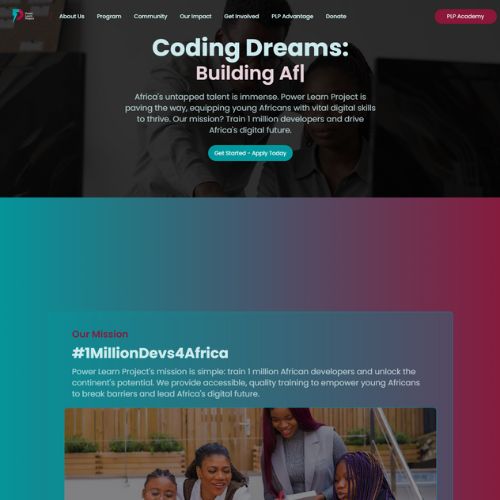 About Us Program Community Our Impact Get Involved PLP Advantage Donate PLP Academy
Coding Dreams:
Building Af|
Africa's untapped talent is immense. Power Learn Project is
paving the way, equipping young Africans with vital digital skills
to thrive. Our mission? Train 1 million developers and drive
Africa's digital future.
Get Started - Apply Today
Our Mission
#1MillionDevs4Africa
Power Learn Project's mission is simple: train 1 million African developers and unlock the
continent's potential. We provide accessible, quality training to empower young Africans
to break barriers and lead Africa's digital future.